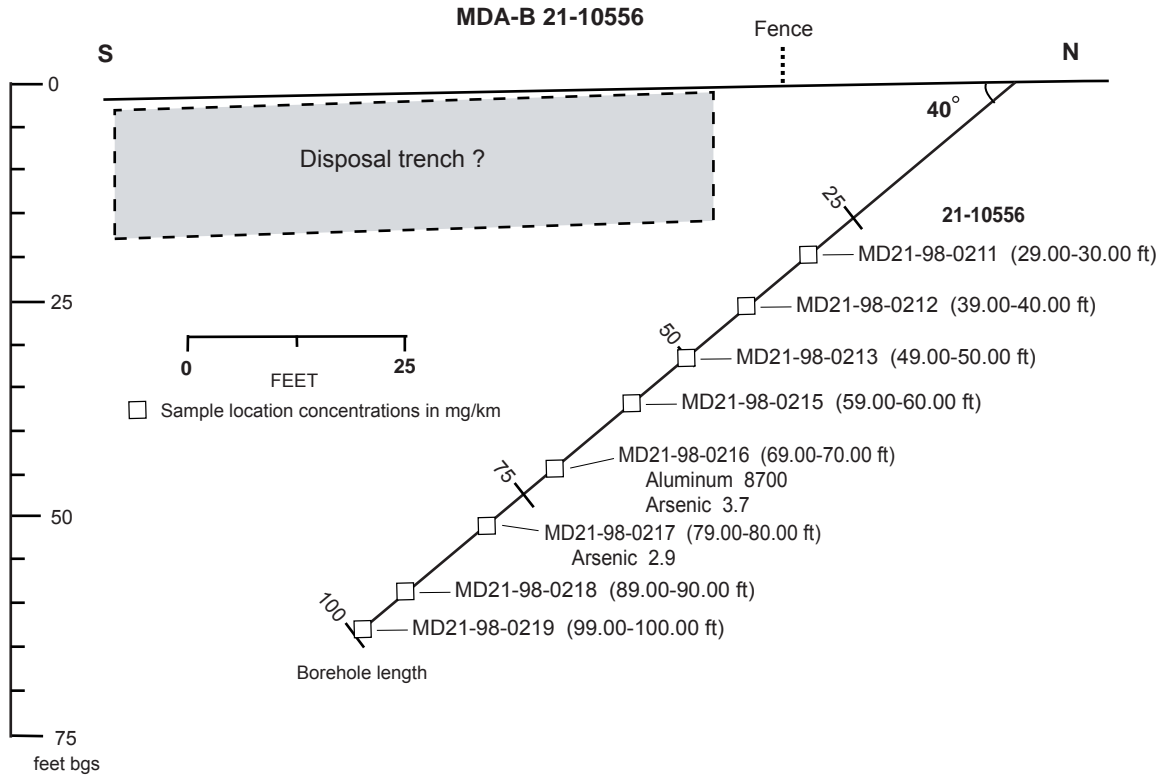 MDA-B 21-10556
Fence
S
N
0
40°
Disposal trench ?
25
21-10556
MD21-98-0211 (29.00-30.00 ft)
25
MD21-98-0212 (39.00-40.00 ft)
50
MD21-98-0213 (49.00-50.00 ft)
0
25
FEET
MD21-98-0215 (59.00-60.00 ft)
Sample location concentrations in mg/km
MD21-98-0216 (69.00-70.00 ft)
Aluminum 8700
Arsenic 3.7
75
50
MD21-98-0217 (79.00-80.00 ft)
Arsenic 2.9
MD21-98-0218 (89.00-90.00 ft)
100
MD21-98-0219 (99.00-100.00 ft)
Borehole length
75
feet bgs